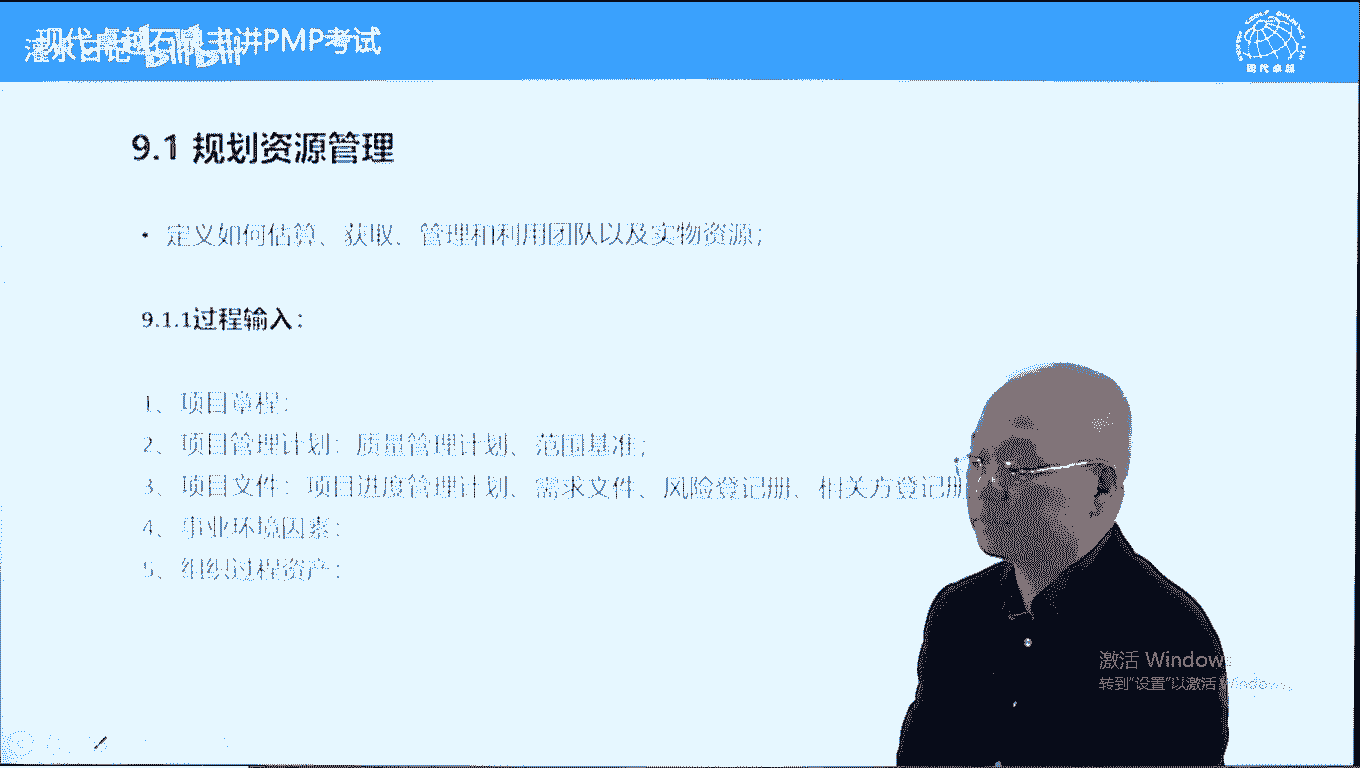 现代卓越石鼎主讲PMP考试
灌水日记 bilibili
现代卓越
9.1 规划资源管理
• 定义如何估算、获取、管理和利用团队以及实物资源；
9.1.1过程输入：
1、项目章程：
2、项目管理计划：质量管理计划、范围基准；
3、项目文件：项目进度管理计划、需求文件、风险登记册、相关方登记册
4、事业环境因素：
5、组织过程资产：
激活 Windows
转到“设置”以激活 Windows。